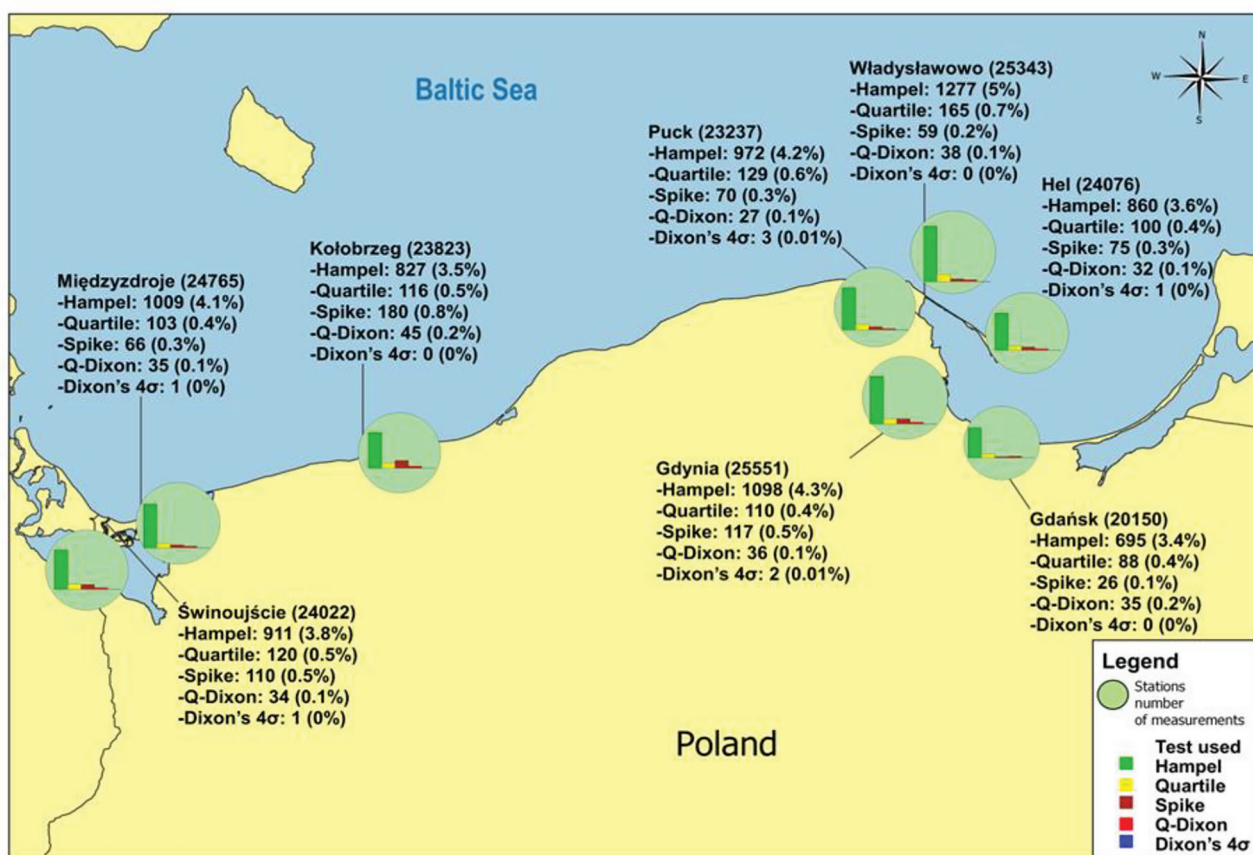 Baltic Sea
N
W
E
S
Władysławowo (25343)
-Hampel: 1277 (5%)
-Quartile: 165 (0.7%)
-Spike: 59 (0.2%)
-Q-Dixon: 38 (0.1%)
-Dixon's 4σ: 0 (0%)
Puck (23237)
-Hampel: 972 (4.2%)
-Quartile: 129 (0.6%)
-Spike: 70 (0.3%)
-Q-Dixon: 27 (0.1%)
-Dixon's 4σ: 3 (0.01%)
Hel (24076)
-Hampel: 860 (3.6%)
-Quartile: 100 (0.4%)
-Spike: 75 (0.3%)
-Q-Dixon: 32 (0.1%)
-Dixon's 4σ: 1 (0%)
Kołobrzeg (23823)
-Hampel: 827 (3.5%)
-Quartile: 116 (0.5%)
-Spike: 180 (0.8%)
-Q-Dixon: 45 (0.2%)
-Dixon's 4σ: 0 (0%)
Międzyzdroje (24765)
-Hampel: 1009 (4.1%)
-Quartile: 103 (0.4%)
-Spike: 66 (0.3%)
-Q-Dixon: 35 (0.1%)
-Dixon's 4σ: 1 (0%)
Gdynia (25551)
-Hampel: 1098 (4.3%)
-Quartile: 110 (0.4%)
-Spike: 117 (0.5%)
-Q-Dixon: 36 (0.1%)
-Dixon's 4σ: 2 (0.01%)
Gdańsk (20150)
-Hampel: 695 (3.4%)
-Quartile: 88 (0.4%)
-Spike: 26 (0.1%)
-Q-Dixon: 35 (0.2%)
-Dixon's 4σ: 0 (0%)
Świnoujście (24022)
-Hampel: 911 (3.8%)
-Quartile: 120 (0.5%)
-Spike: 110 (0.5%)
-Q-Dixon: 34 (0.1%)
-Dixon's 4σ: 1 (0%)
Poland
Legend
Stations
number
of measurements
Test used
Hampel
Quartile
Spike
Q-Dixon
Dixon's 4σ